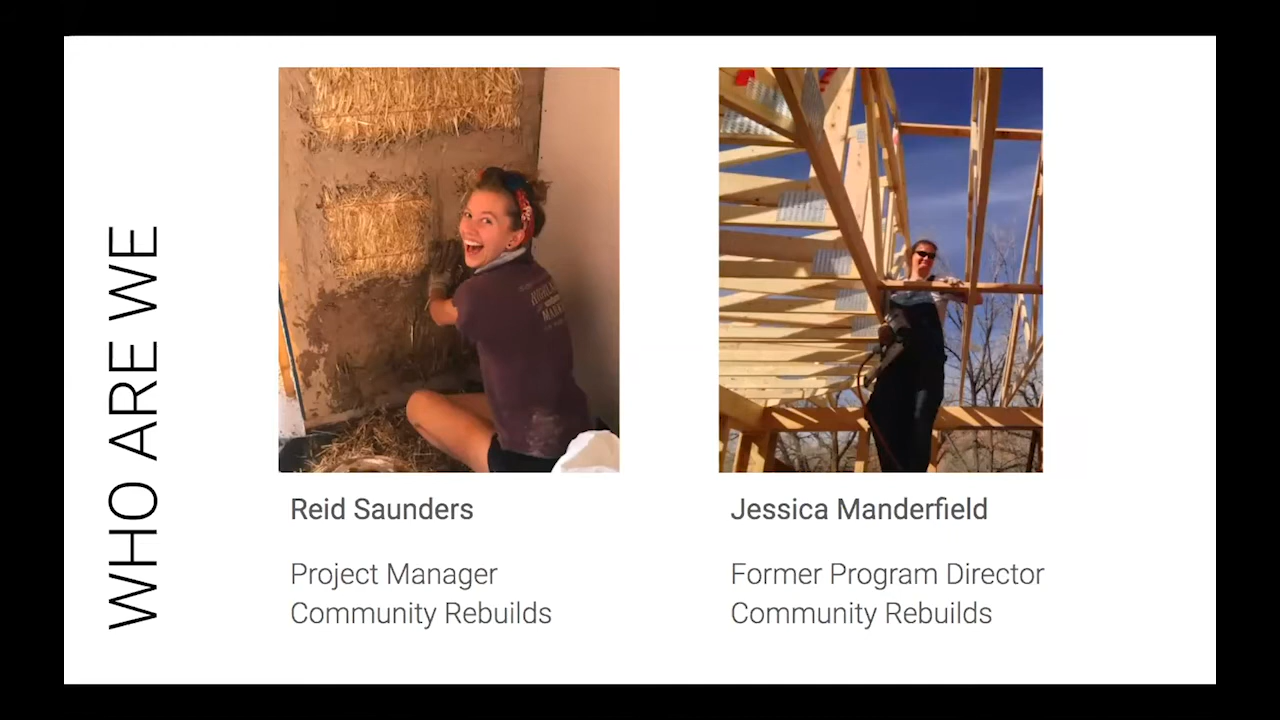 WHO ARE WE
Reid Saunders
Project Manager
Community Rebuilds
Jessica Manderfield
Former Program Director
Community Rebuilds